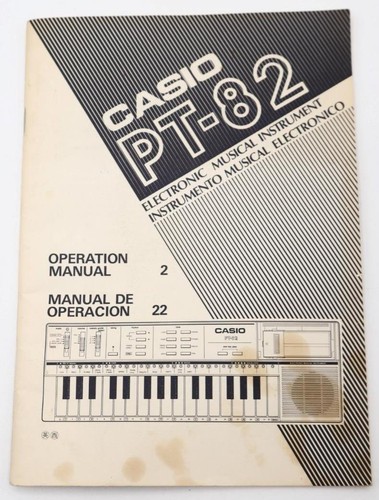 CASIO
PT-82
ELECTRONIC MUSICAL INSTRUMENT
INSTRUMENTO MUSICAL ELECTRONICO
OPERATION
MANUAL 2
MANUAL DE
OPERACION 22
CASIO
PT-82